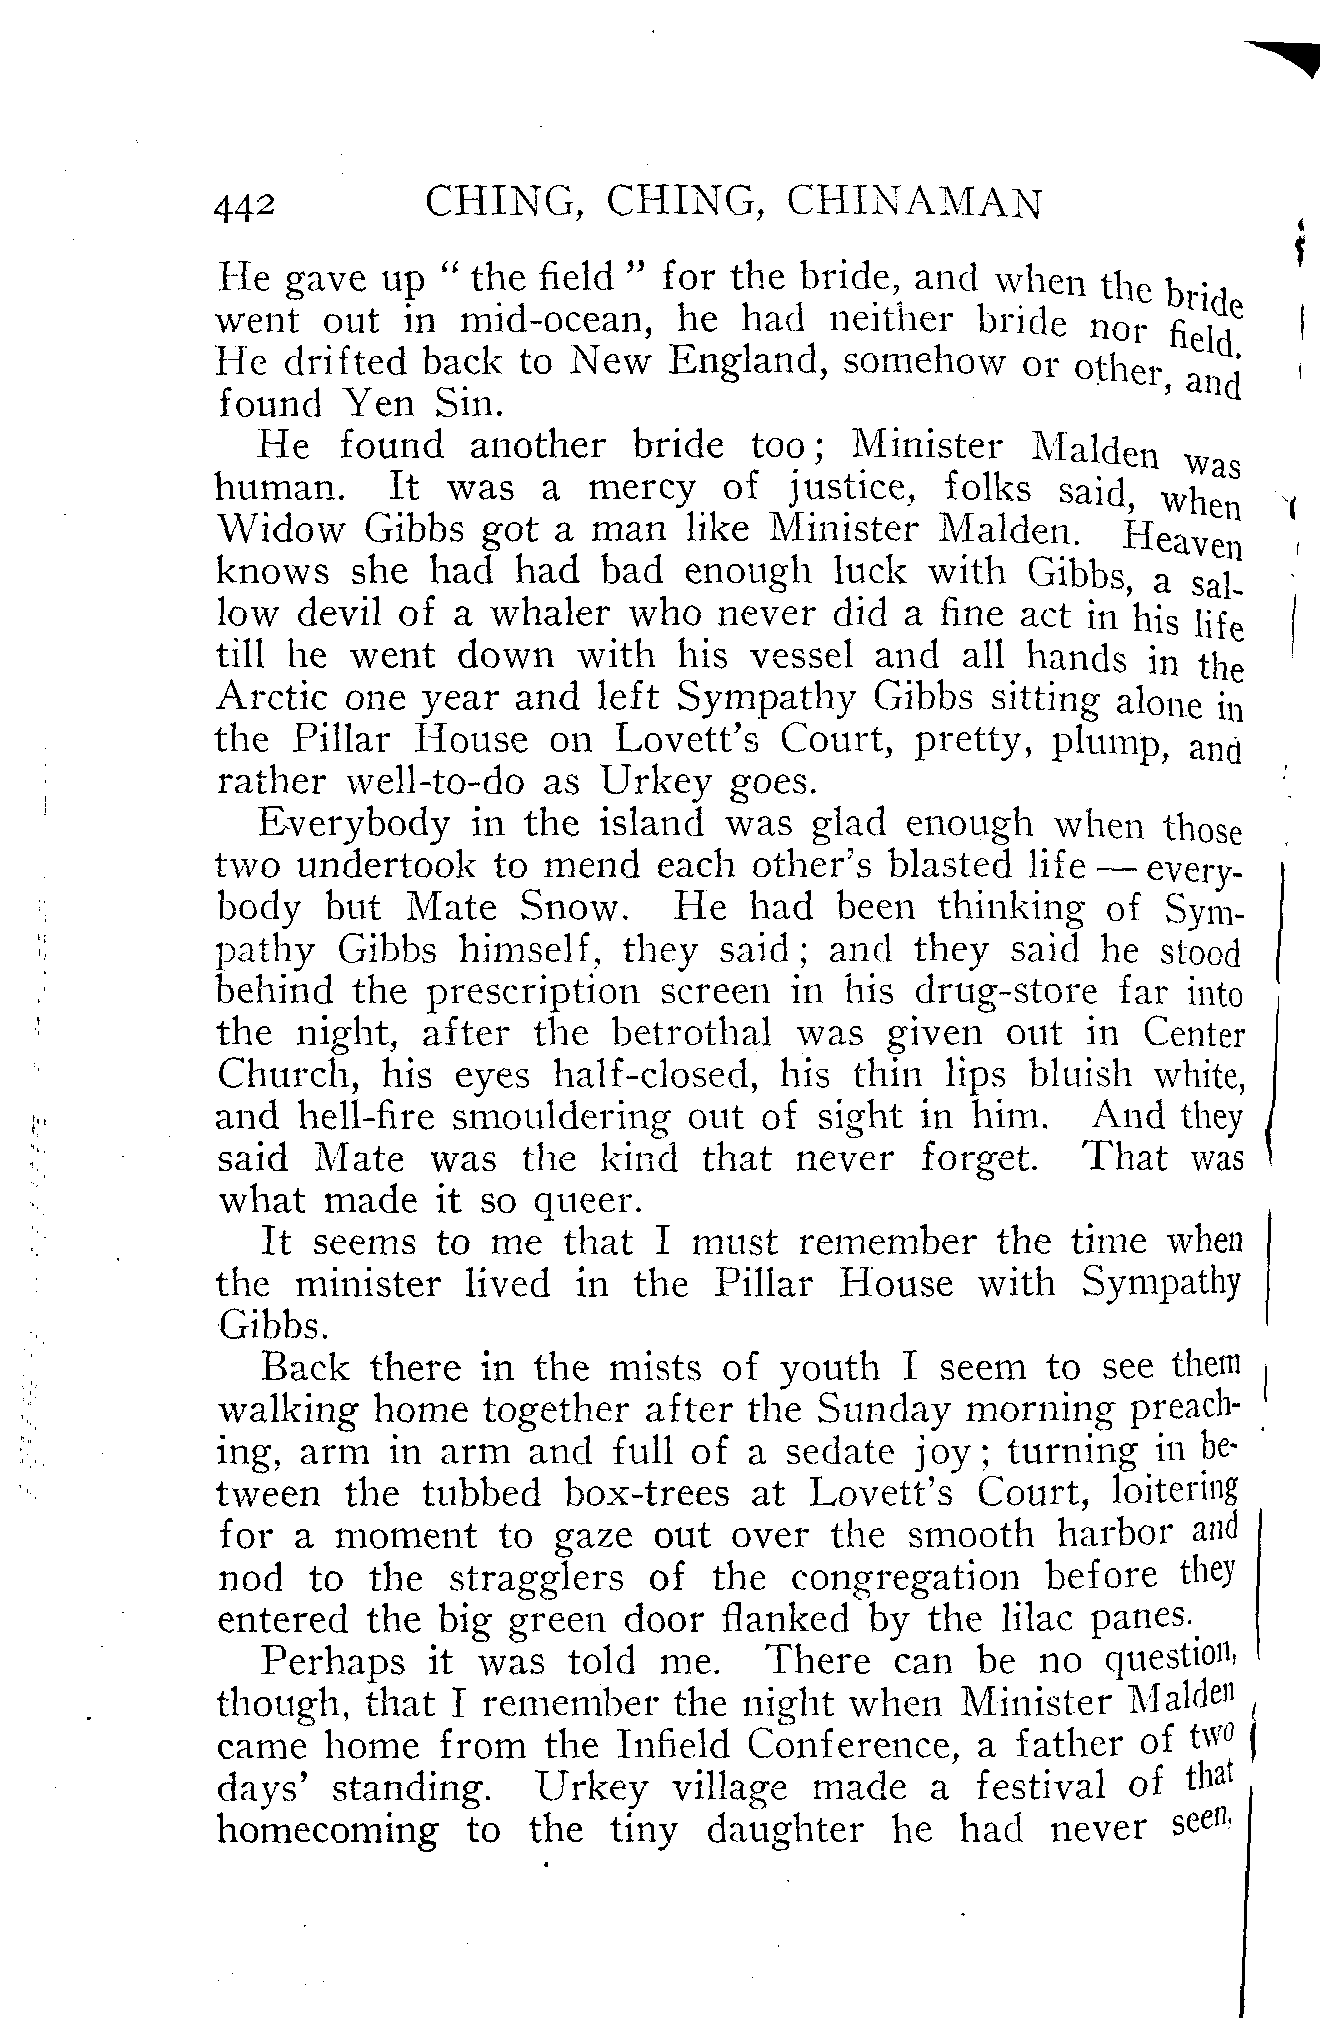 442 CHING, CHING, CHINAMAN
He gave up " the field " for the bride, and when the bride
went out in mid-ocean, he had neither bride nor field.
He drifted back to New England, somehow or other, and
found Yen Sin.
He found another bride too; Minister Malden was
human. It was a mercy of justice, folks said, when
Widow Gibbs got a man like Minister Malden. Heaven
knows she had had bad enough luck with Gibbs, a sal-
low devil of a whaler who never did a fine act in his life
till he went down with his vessel and all hands in the
Arctic one year and left Sympathy Gibbs sitting alone in
the Pillar House on Lovett's Court, pretty, plump, and
rather well-to-do as Urkey goes.
Everybody in the island was glad enough when those
two undertook to mend each other's blasted life — every-
body but Mate Snow. He had been thinking of Sym-
pathy Gibbs himself, they said; and they said he stood
behind the prescription screen in his drug-store far into
the night, after the betrothal was given out in Center
Church, his eyes half-closed, his thin lips bluish white,
and hell-fire smouldering out of sight in him. And they
said Mate was the kind that never forget. That was
what made it so queer.
It seems to me that I must remember the time when
the minister lived in the Pillar House with Sympathy
Gibbs.
Back there in the mists of youth I seem to see them
walking home together after the Sunday morning preach-
ing, arm in arm and full of a sedate joy; turning in be-
tween the tubbed box-trees at Lovett's Court, loitering
for a moment to gaze out over the smooth harbor and
nod to the stragglers of the congregation before they
entered the big green door flanked by the lilac panes.
Perhaps it was told me. There can be no question,
though, that I remember the night when Minister Malden
came home from the Infield Conference, a father of two
days' standing. Urkey village made a festival of that
homecoming to the tiny daughter he had never seen,